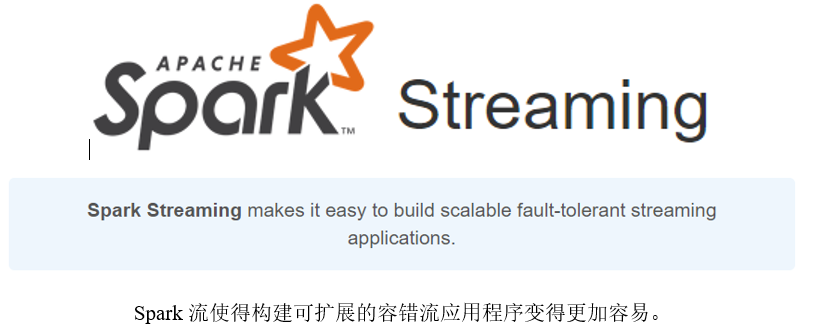 APACHE
Spark™ Streaming
Spark Streaming makes it easy to build scalable fault-tolerant streaming
applications.
Spark 流使得构建可扩展的容错流应用程序变得更加容易。